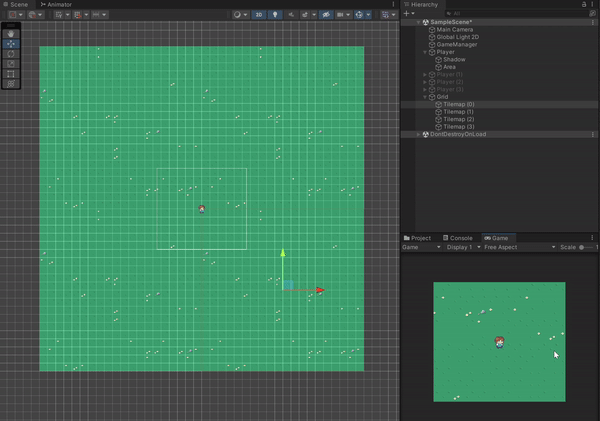 Scene
Animator
2D
Hierarchy
All
SampleScene*
Main Camera
Global Light 2D
GameManager
Player
Shadow
Area
Player (1)
Player (2)
Player (3)
Grid
Tilemap (0)
Tilemap (1)
Tilemap (2)
Tilemap (3)
DontDestroyOnLoad
Project
Console
Game
Game
Display 1
Free Aspect
Scale
1